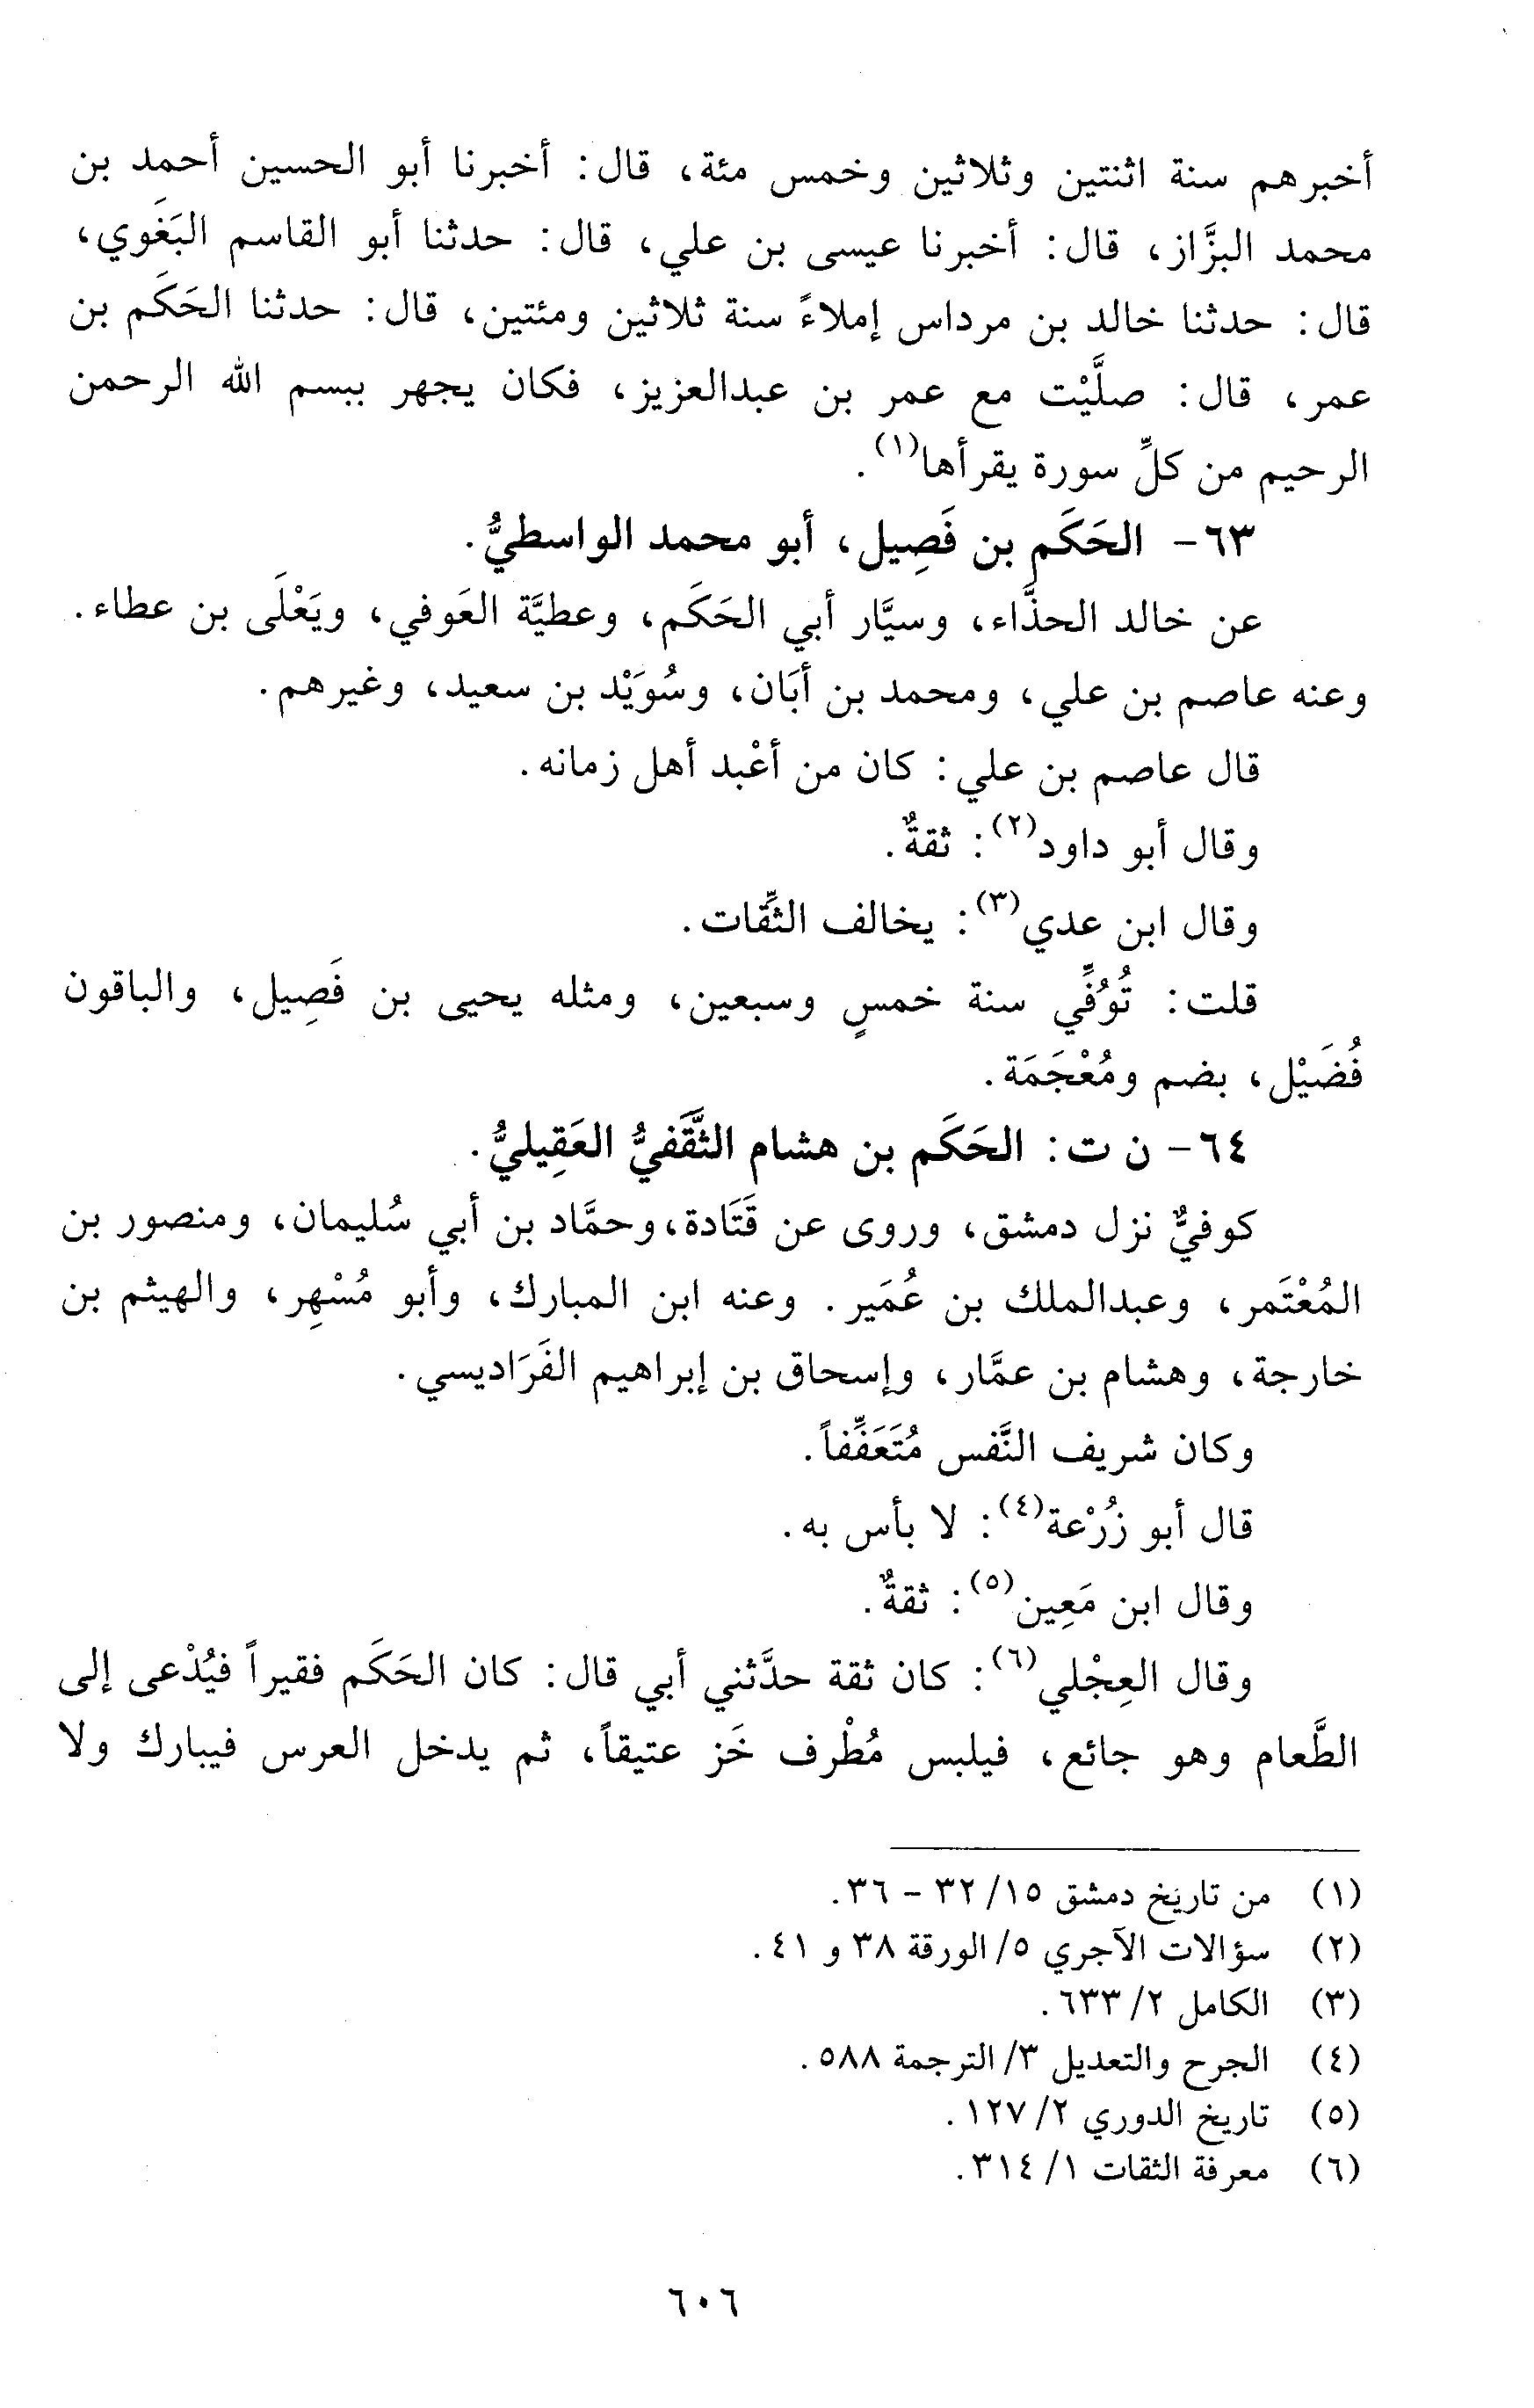 أخبرهم سنة اثنتين وثلاثين وخمس مئة، قال: أخبرنا أبو الحسين أحمد بن
محمد البزَّاز، قال: أخبرنا عيسى بن علي، قال: حدثنا أبو القاسم البَغَوي،
قال: حدثنا خالد بن مرداس إملاءً سنة ثلاثين ومئتين، قال: حدثنا الحَكَم بن
عمر، قال: صلَّيْت مع عمر بن عبدالعزيز، فكان يجهر ببسم الله الرحمن
الرحيم من كلِّ سورة يقرأها(١).
٦٣- الحَكَم بن فَصِيل، أبو محمد الواسطيُّ.
عن خالد الحذَّاء، وسيَّار أبي الحَكَم، وعطيَّة العَوفي، ويَعْلَى بن عطاء.
وعنه عاصم بن علي، ومحمد بن أبَان، وسُوَيْد بن سعيد، وغيرهم.
قال عاصم بن علي: كان من أعْبد أهل زمانه.
وقال أبو داود(٢): ثقةٌ.
وقال ابن عدي(٣): يخالف الثِّقات.
قلت: تُوُفِّي سنة خمسٍ وسبعين، ومثله يحيى بن فَصِيل، والباقون
فُضَيْل، بضم ومُعْجَمَة.
٦٤- ن ت: الحَكَم بن هشام الثَّقَفيُّ العَقِيليُّ.
كوفيٌّ نزل دمشق، وروى عن قَتَادة، وحمَّاد بن أبي سُليمان، ومنصور بن
المُعْتَمر، وعبدالملك بن عُمَير. وعنه ابن المبارك، وأبو مُسْهِر، والهيثم بن
خارجة، وهشام بن عمَّار، وإسحاق بن إبراهيم الفَرَاديسي.
وكان شريف النَّفس مُتَعَفِّفاً.
قال أبو زُرْعة(٤): لا بأس به.
وقال ابن مَعِين(٥): ثقةٌ.
وقال العِجْلي(٦): كان ثقة حدَّثني أبي قال: كان الحَكَم فقيراً فيُدْعى إلى
الطَّعام وهو جائع، فيلبس مُطْرف خَز عتيقاً، ثم يدخل العرس فيبارك ولا
(١) من تاريخ دمشق ١٥/ ٣٢ - ٣٦.
(٢) سؤالات الآجري ٥/ الورقة ٣٨ و ٤١.
(٣) الكامل ٢/ ٦٣٣.
(٤) الجرح والتعديل ٣/ الترجمة ٥٨٨.
(٥) تاريخ الدوري ٢/ ١٢٧.
(٦) معرفة الثقات ١/ ٣١٤.
٦٠٦